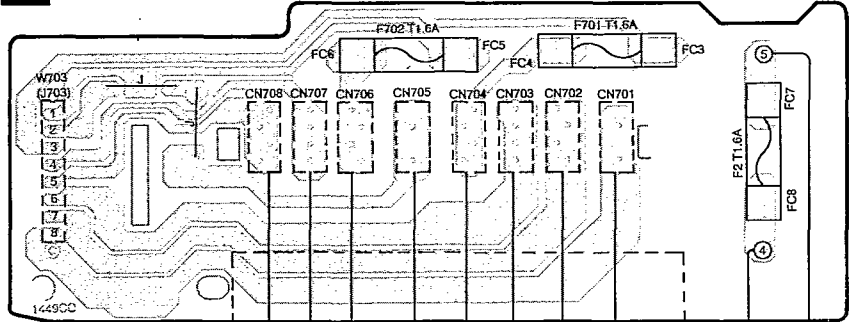 F702-T1,6A
F701-T1,6A
FC6
FC5
FC4
FC3
5
W703
(J703)
CN708 CN707 CN706 CN705 CN704 CN703 CN702 CN701
FC7
1
2
3
4
5
6
7
8
F2 T1,6A
FC8
4